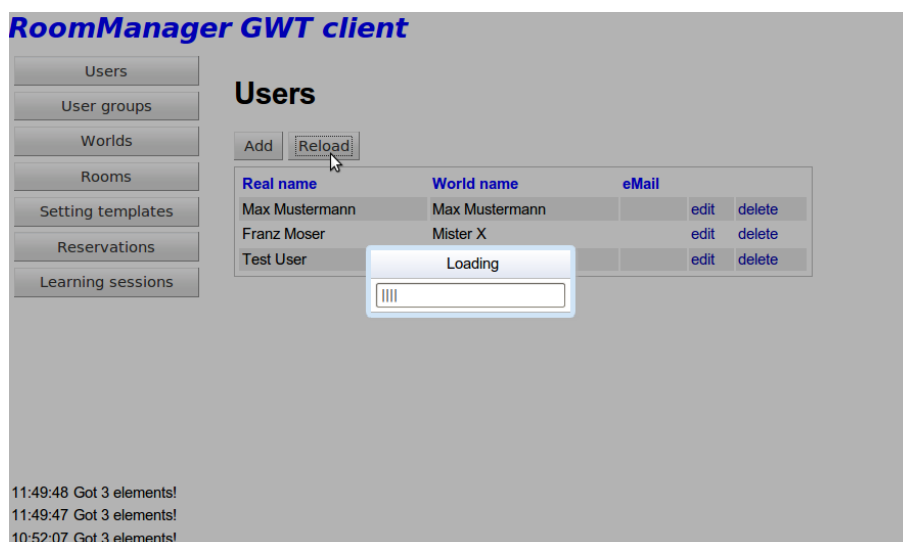 RoomManager GWT client
Users
User groups
Worlds
Rooms
Setting templates
Reservations
Learning sessions
Users
Add Reload
Real name World name eMail
Max Mustermann Max Mustermann edit delete
Franz Moser Mister X edit delete
Test User edit delete
Loading
11:49:48 Got 3 elements!
11:49:47 Got 3 elements!
10:52:07 Got 3 elements!